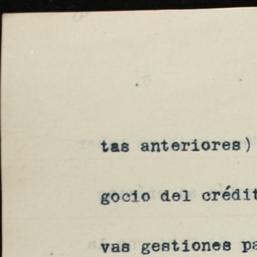 tas anteriores)
gocio del crédit
vas gestiones pa